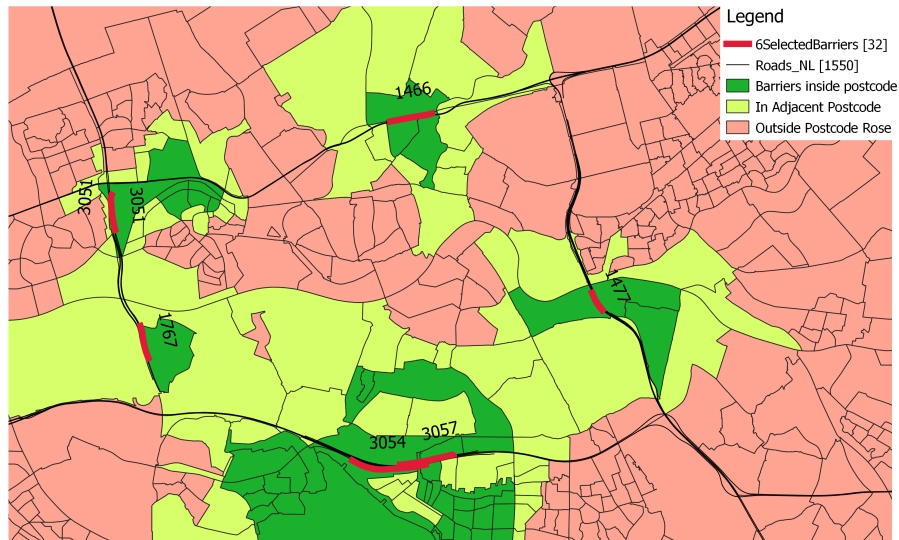 Legend
6SelectedBarriers [32]
Roads_NL [1550]
Barriers inside postcode
In Adjacent Postcode
Outside Postcode Rose
1466
3051
3051
1477
1767
3054
3057